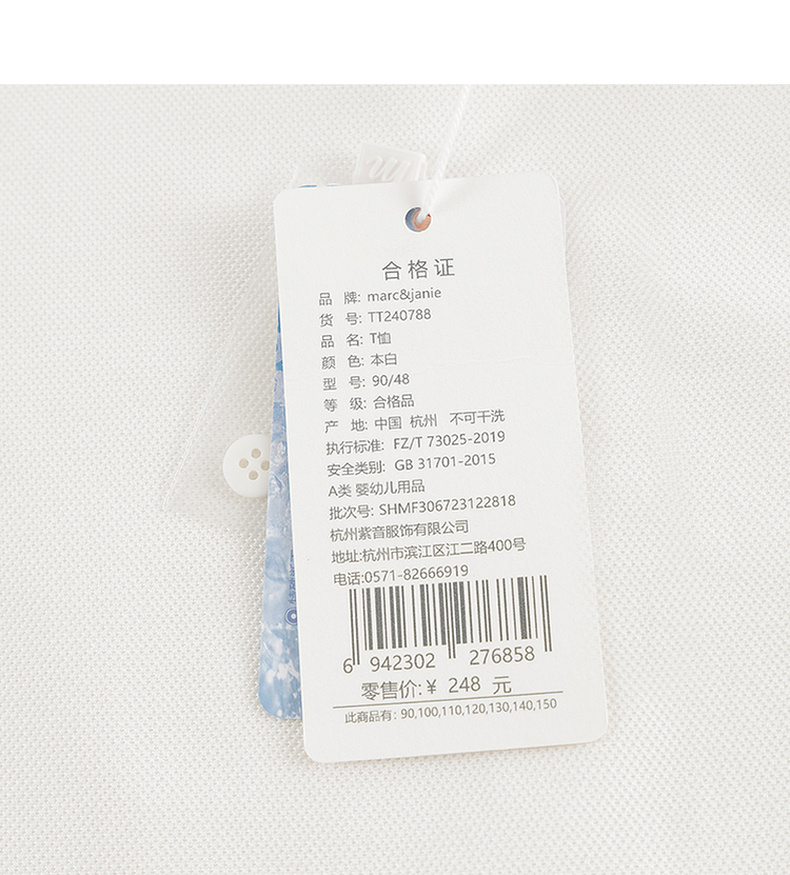 合格证
品 牌: marc&janie
货 号: TT240788
品 名: T恤
颜 色: 本白
型 号: 90/48
等 级: 合格品
产 地: 中国 杭州 不可干洗
执行标准: FZ/T 73025-2019
安全类别: GB 31701-2015
A类 婴幼儿用品
批次号: SHMF306723122818
杭州紫音服饰有限公司
地址:杭州市滨江区江二路400号
电话:0571-82666919
6 942302 276858
零售价:¥ 248 元
此商品有: 90,100,110,120,130,140,150